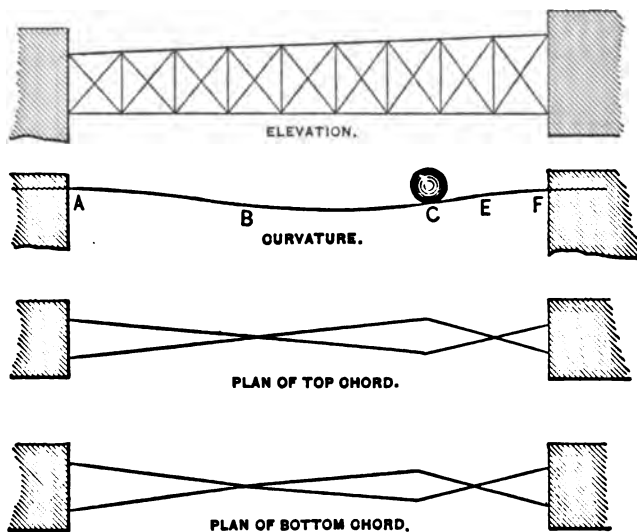 ELEVATION.
A B C E F
CURVATURE.
PLAN OF TOP CHORD.
PLAN OF BOTTOM CHORD,